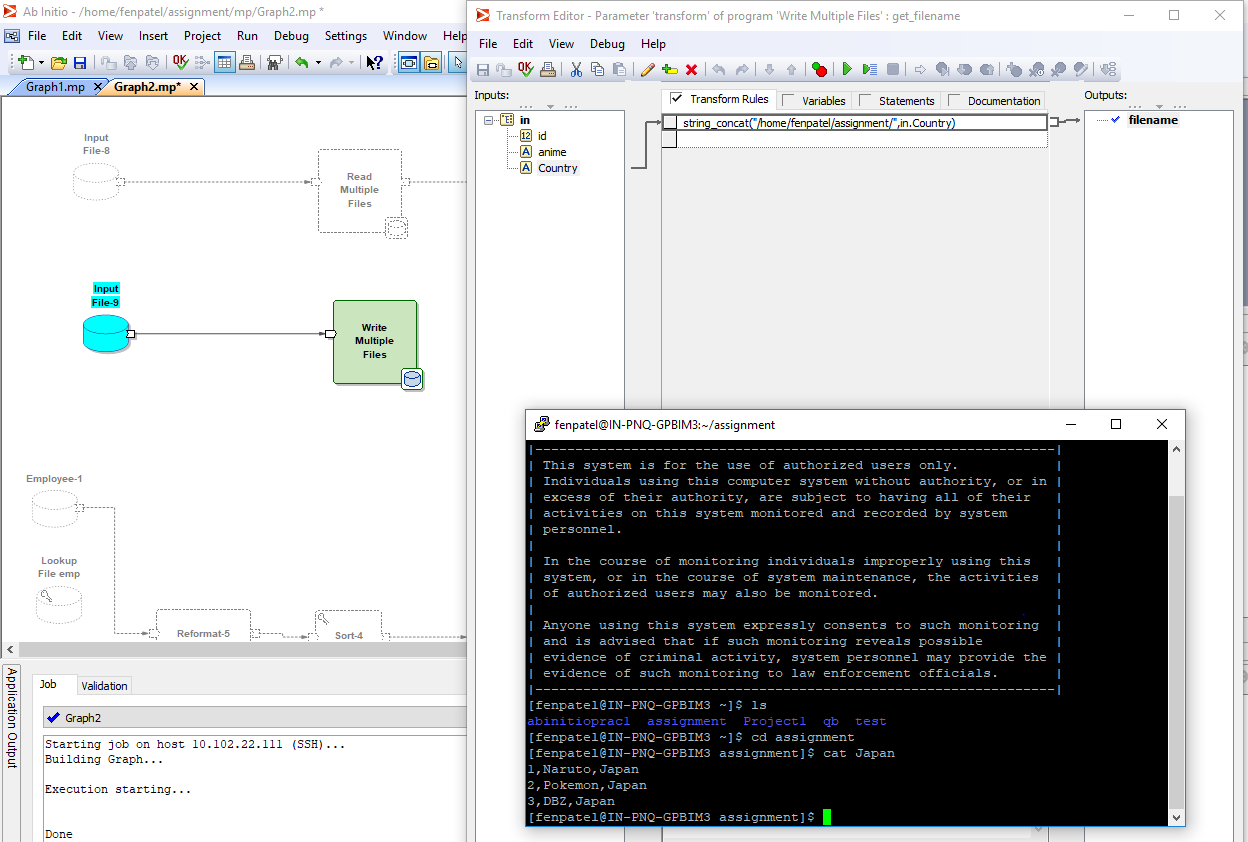 Ab Initio - /home/fenpatel/assignment/mp/Graph2.mp *
File Edit View Insert Project Run Debug Settings Window Help
Graph1.mp
Graph2.mp*
Input
File-8
Read
Multiple
Files
Input
File-9
Write
Multiple
Files
Employee-1
Lookup
File emp
Reformat-5
Sort-4
Application Output
Job
Validation
Graph2
Starting job on host 10.102.22.111 (SSH)...
Building Graph...
Execution starting...
Done
Transform Editor - Parameter 'transform' of program 'Write Multiple Files' : get_filename
File Edit View Debug Help
Inputs:
in
id
anime
Country
Transform Rules
Variables
Statements
Documentation
string_concat("/home/fenpatel/assignment/",in.Country)
Outputs:
filename
fenpatel@IN-PNQ-GPBIM3:~/assignment
|-----------------------------------------------------------------|
| This system is for the use of authorized users only. |
| Individuals using this computer system without authority, or in |
| excess of their authority, are subject to having all of their |
| activities on this system monitored and recorded by system |
| personnel. |
| |
| In the course of monitoring individuals improperly using this |
| system, or in the course of system maintenance, the activities |
| of authorized users may also be monitored. |
| |
| Anyone using this system expressly consents to such monitoring |
| and is advised that if such monitoring reveals possible |
| evidence of criminal activity, system personnel may provide the |
| evidence of such monitoring to law enforcement officials. |
|-----------------------------------------------------------------|
[fenpatel@IN-PNQ-GPBIM3 ~]$ ls
abinitiopracl assignment Project1 qb test
[fenpatel@IN-PNQ-GPBIM3 ~]$ cd assignment
[fenpatel@IN-PNQ-GPBIM3 assignment]$ cat Japan
1,Naruto,Japan
2,Pokemon,Japan
3,DBZ,Japan
[fenpatel@IN-PNQ-GPBIM3 assignment]$